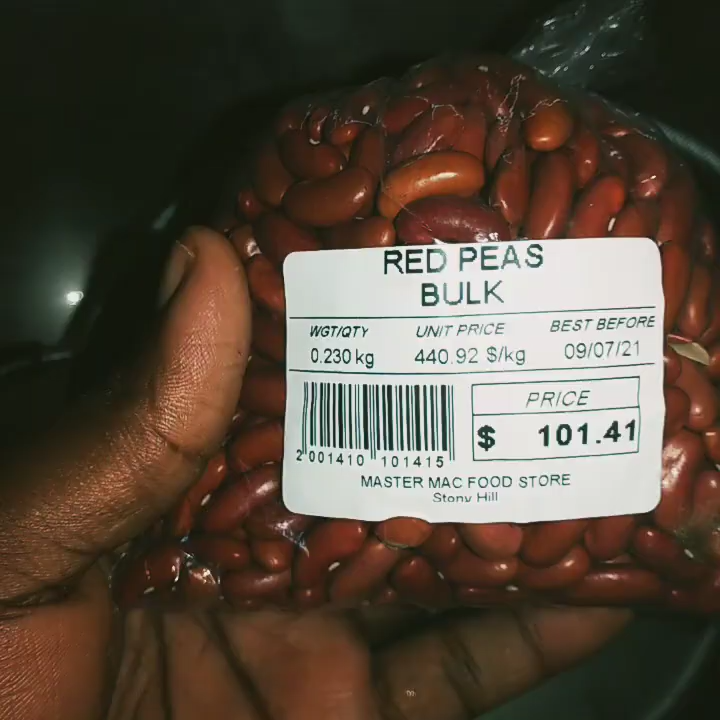 RED PEAS
BULK
WGT/QTY UNIT PRICE BEST BEFORE
0.230 kg 440.92 $/kg 09/07/21
PRICE
$ 101.41
2 001410 101415
MASTER MAC FOOD STORE
Stony Hill